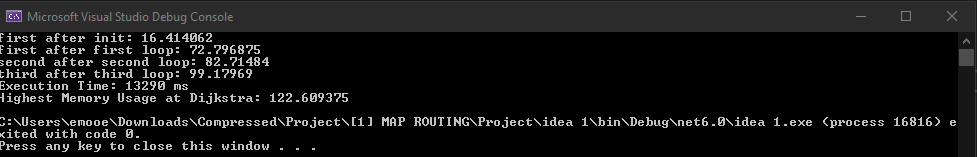 Microsoft Visual Studio Debug Console
first after init: 16.414062
first after first loop: 72.796875
second after second loop: 82.71484
third after third loop: 99.17969
Execution Time: 13290 ms
Highest Memory Usage at Dijkstra: 122.609375
C:\Users\emooe\Downloads\Compressed\Project\[1] MAP ROUTING\Project\idea 1\bin\Debug\net6.0\idea 1.exe (process 16816) e
xited with code 0.
Press any key to close this window . . .